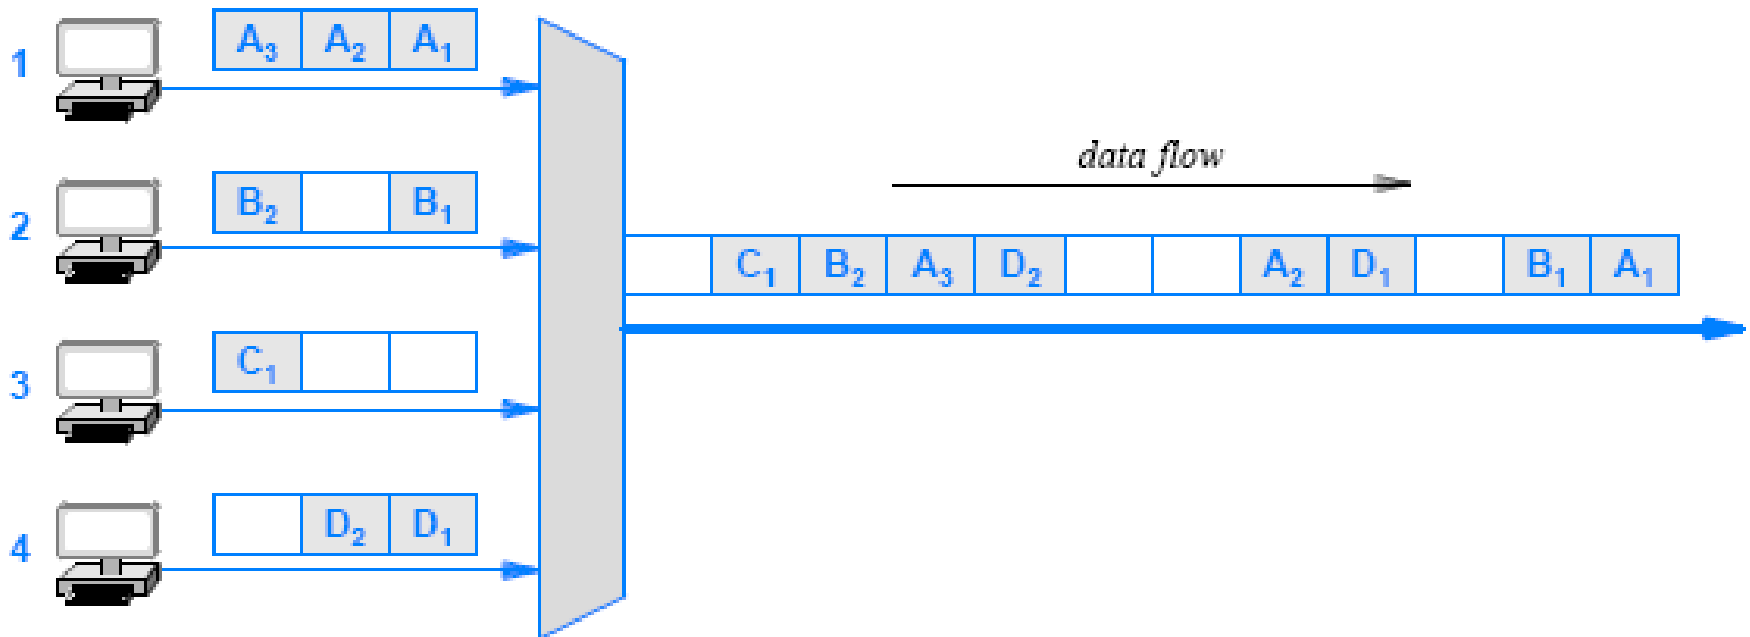 1
A₃ A₂ A₁
data flow
2
B₂ B₁
C₁ B₂ A₃ D₂ A₂ D₁ B₁ A₁
3
C₁
4
D₂ D₁